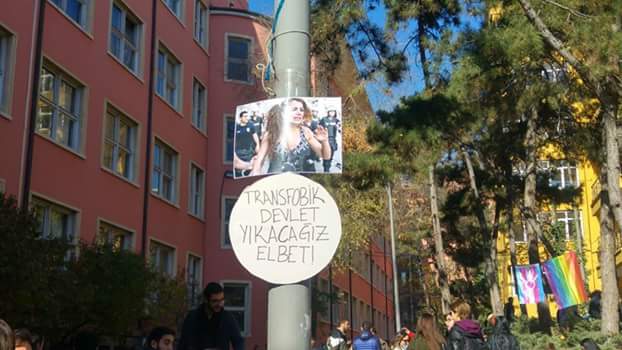 TRANSFOBİK
DEVLET
YIKACAĞIZ
ELBET!